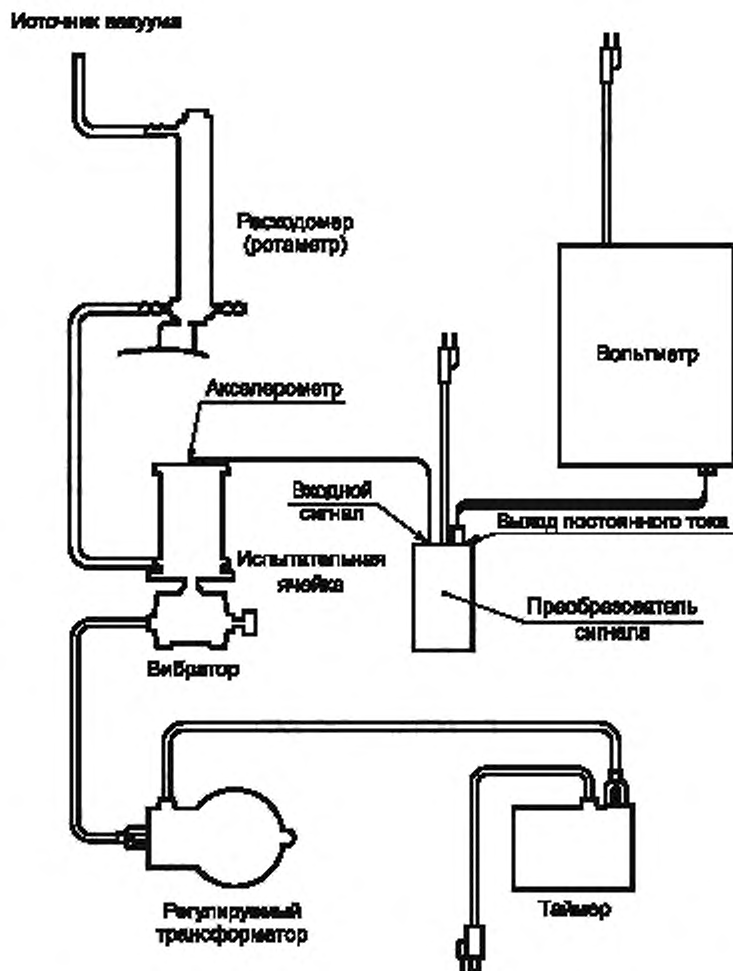 Источник вакуума
Расходомер
(ротаметр)
Вольтметр
Акселерометр
Входной
сигнал
Выход постоянного тока
Испытательная
ячейка
Преобразователь
сигнала
Вибратор
Регулируемый
трансформатор
Таймер